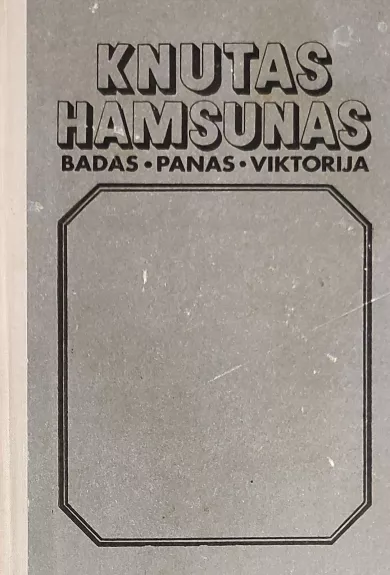 KNUTAS
HAMSUNAS
BADAS • PANAS • VIKTORIJA